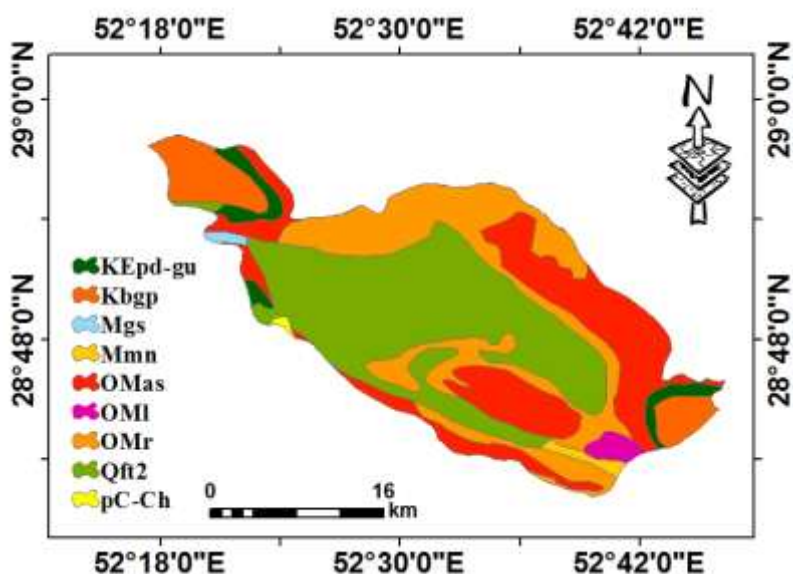 52°18'0"E 52°30'0"E 52°42'0"E
29°0'0"N 29°0'0"N
N
KEpd-gu
Kbgp
Mgs
Mmn
OMas
OMl
OMr
Qft2
pC-Ch
28°48'0"N 28°48'0"N
0 16
km
52°18'0"E 52°30'0"E 52°42'0"E